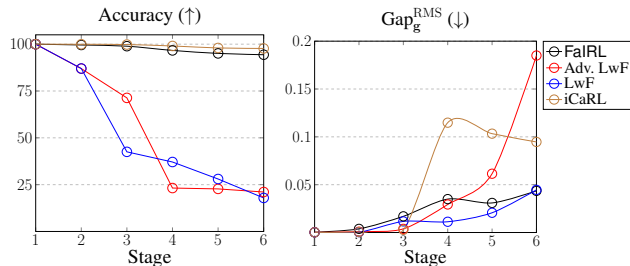 Accuracy (↑)
100
75
50
25
1 2 3 4 5 6
Stage
Gap_g^RMS (↓)
0.2
0.15
0.1
0.05
1 2 3 4 5 6
Stage
FaIRL
Adv. LwF
LwF
iCaRL